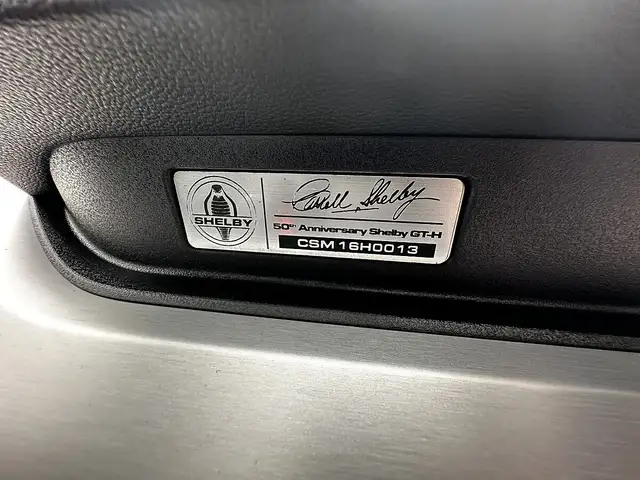 SHELBY
Carroll Shelby
50th Anniversary Shelby GT-H
CSM 16H0013